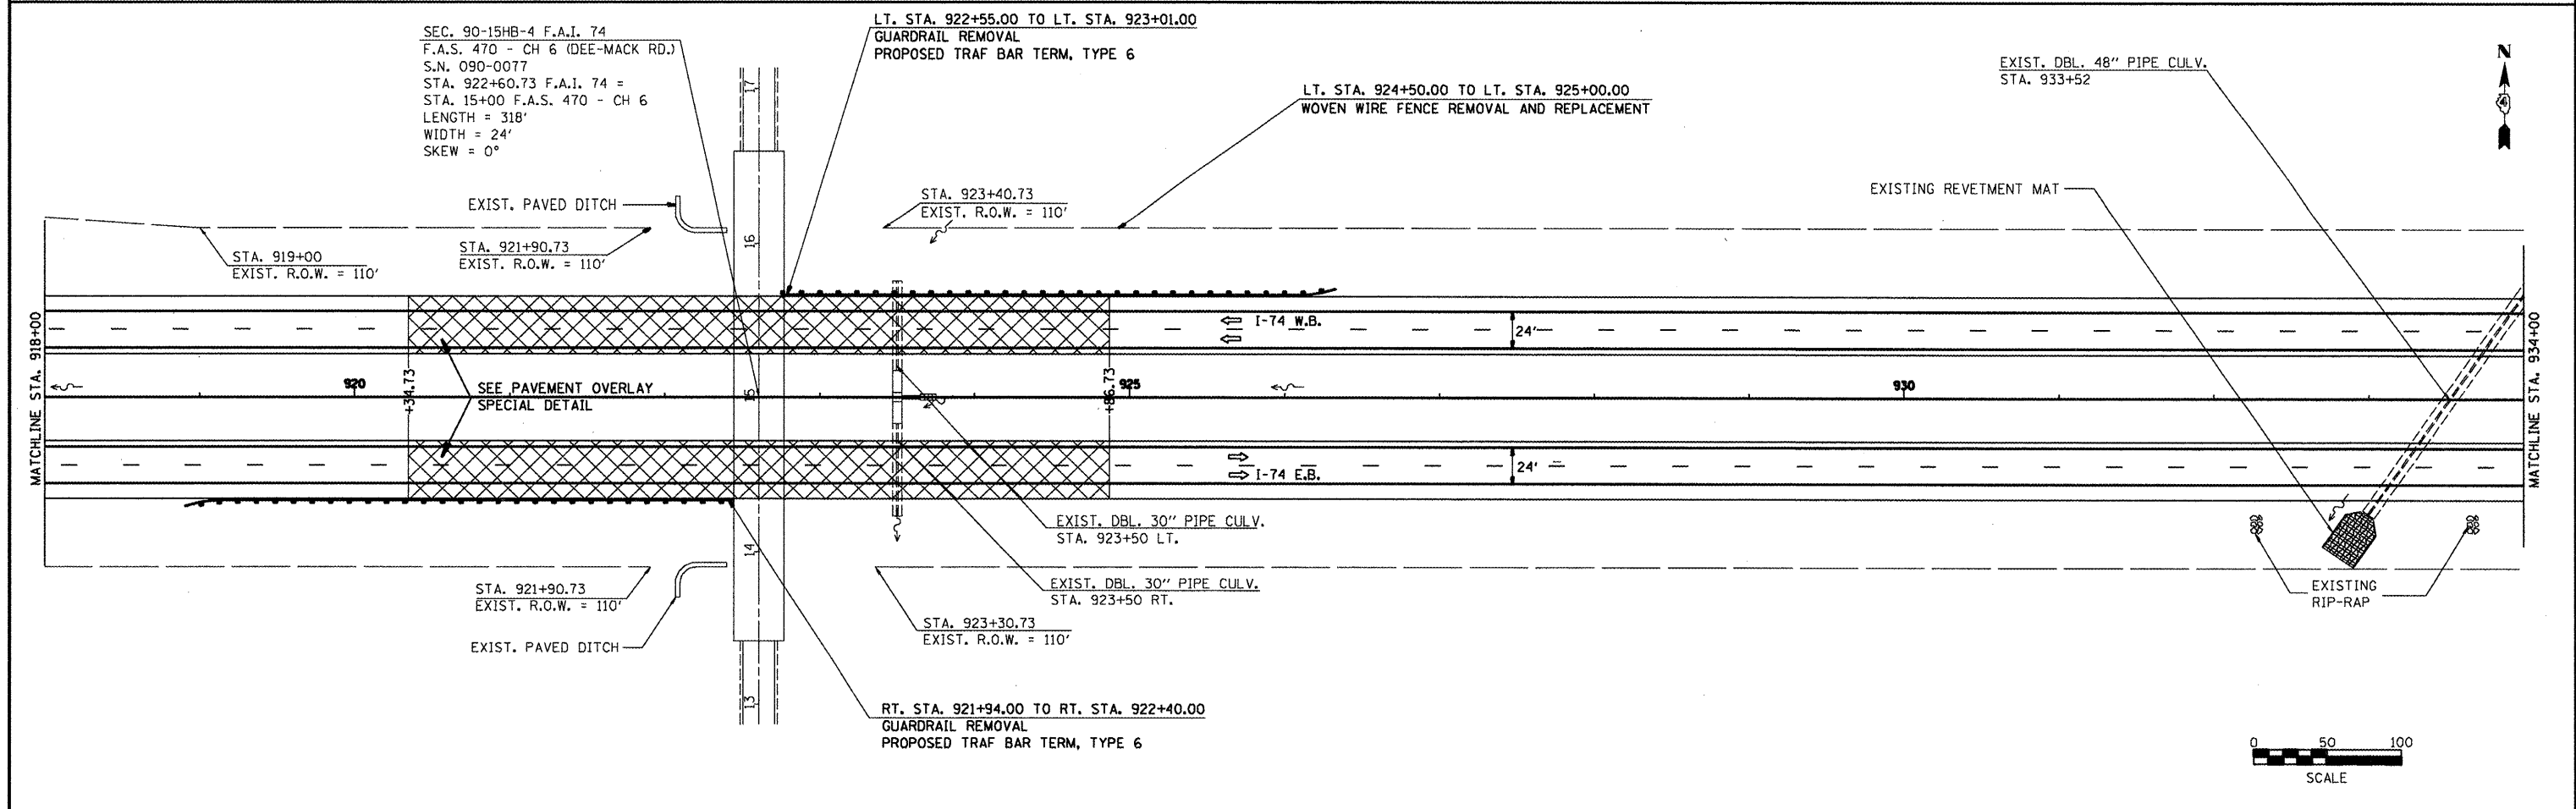 SEC. 90-15HB-4 F.A.I. 74
F.A.S. 470 - CH 6 (DEE-MACK RD.)
S.N. 090-0077
STA. 922+60.73 F.A.I. 74 =
STA. 15+00 F.A.S. 470 - CH 6
LENGTH = 318'
WIDTH = 24'
SKEW = 0°
LT. STA. 922+55.00 TO LT. STA. 923+01.00
GUARDRAIL REMOVAL
PROPOSED TRAF BAR TERM, TYPE 6
LT. STA. 924+50.00 TO LT. STA. 925+00.00
WOVEN WIRE FENCE REMOVAL AND REPLACEMENT
EXIST. DBL. 48" PIPE CULV.
STA. 933+52
N
4
17
EXISTING REVETMENT MAT
EXIST. PAVED DITCH
STA. 923+40.73
EXIST. R.O.W. = 110'
16
STA. 919+00
EXIST. R.O.W. = 110'
STA. 921+90.73
EXIST. R.O.W. = 110'
I-74 W.B.
24'
MATCHLINE STA. 918+00
920
+34.73
SEE PAVEMENT OVERLAY
SPECIAL DETAIL
15
+86.73
925
930
MATCHLINE STA. 934+00
I-74 E.B.
24'
EXIST. DBL. 30" PIPE CULV.
STA. 923+50 LT.
14
EXIST. DBL. 30" PIPE CULV.
STA. 923+50 RT.
STA. 921+90.73
EXIST. R.O.W. = 110'
EXISTING
RIP-RAP
STA. 923+30.73
EXIST. R.O.W. = 110'
EXIST. PAVED DITCH
13
RT. STA. 921+94.00 TO RT. STA. 922+40.00
GUARDRAIL REMOVAL
PROPOSED TRAF BAR TERM, TYPE 6
0 50 100
SCALE